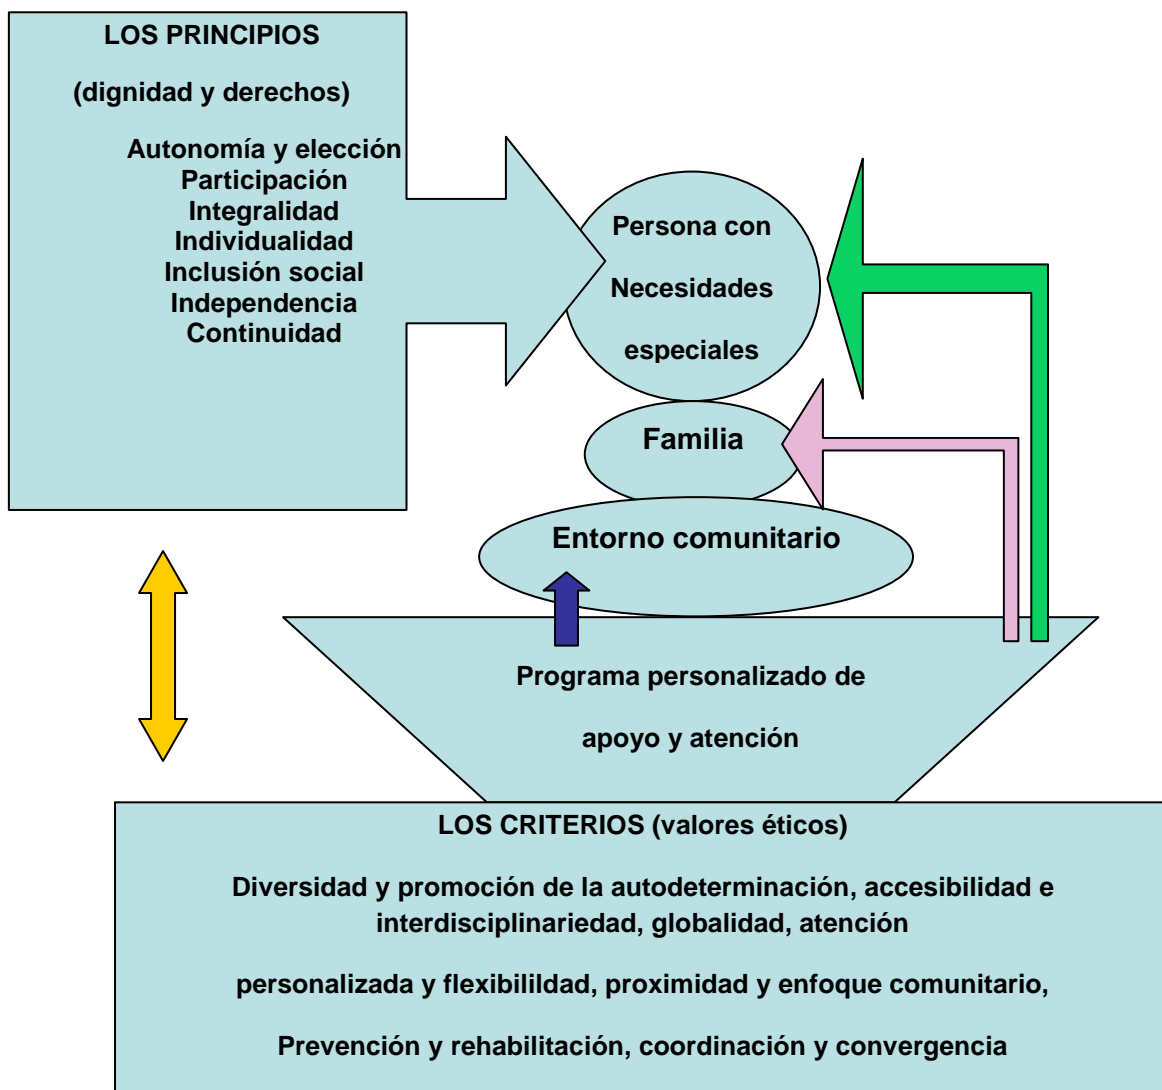 LOS PRINCIPIOS
(dignidad y derechos)
Autonomía y elección
Participación
Integralidad
Individualidad
Inclusión social
Independencia
Continuidad
Persona con
Necesidades
especiales
Familia
Entorno comunitario
Programa personalizado de
apoyo y atención
LOS CRITERIOS (valores éticos)
Diversidad y promoción de la autodeterminación, accesibilidad e
interdisciplinariedad, globalidad, atención
personalizada y flexibilildad, proximidad y enfoque comunitario,
Prevención y rehabilitación, coordinación y convergencia